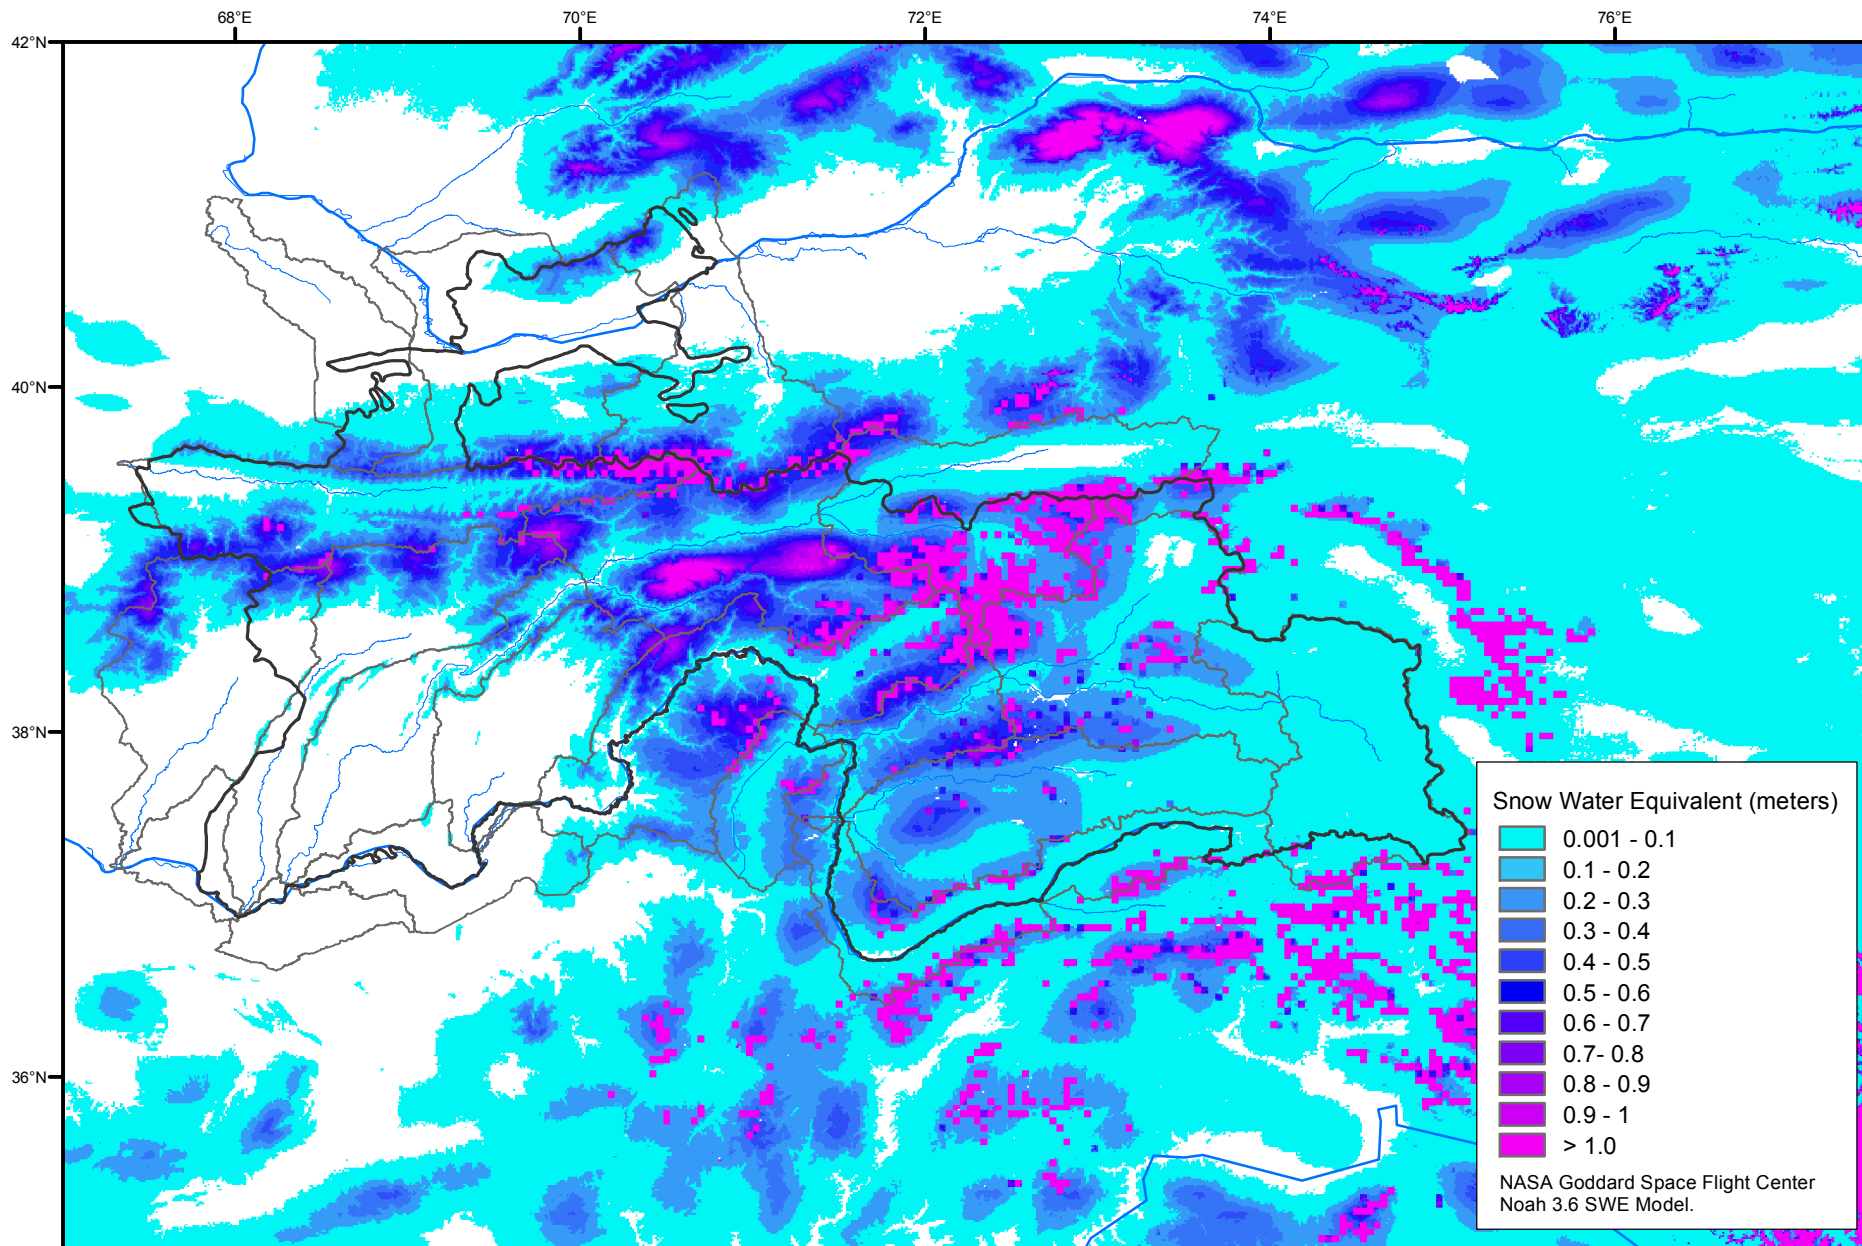 68°E 70°E 72°E 74°E 76°E
42°N
40°N
38°N
36°N
Snow Water Equivalent (meters)
0.001 - 0.1
0.1 - 0.2
0.2 - 0.3
0.3 - 0.4
0.4 - 0.5
0.5 - 0.6
0.6 - 0.7
0.7- 0.8
0.8 - 0.9
0.9 - 1
> 1.0
NASA Goddard Space Flight Center
Noah 3.6 SWE Model.